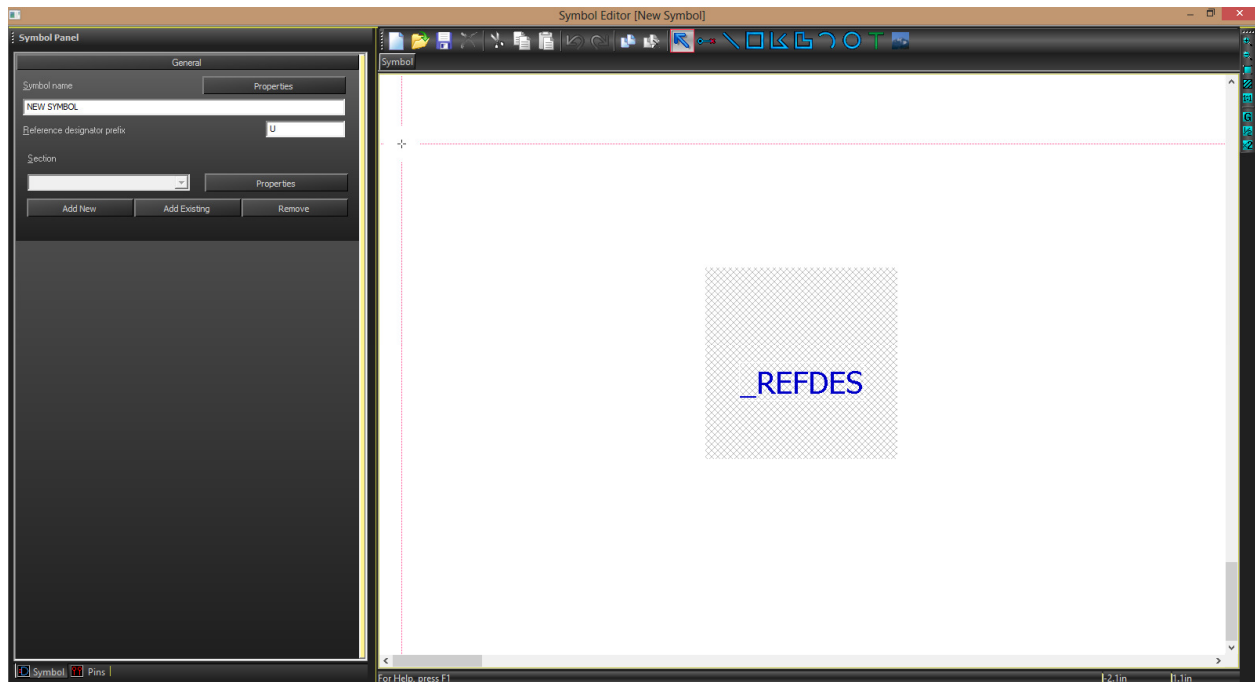 Symbol Editor [New Symbol]
Symbol Panel
General
Symbol name
Properties
NEW SYMBOL
Reference designator prefix
U
Section
Properties
Add New
Add Existing
Remove
Symbol
Pins
Symbol
_REFDES
For Help, press F1
-2.1in
1.1in